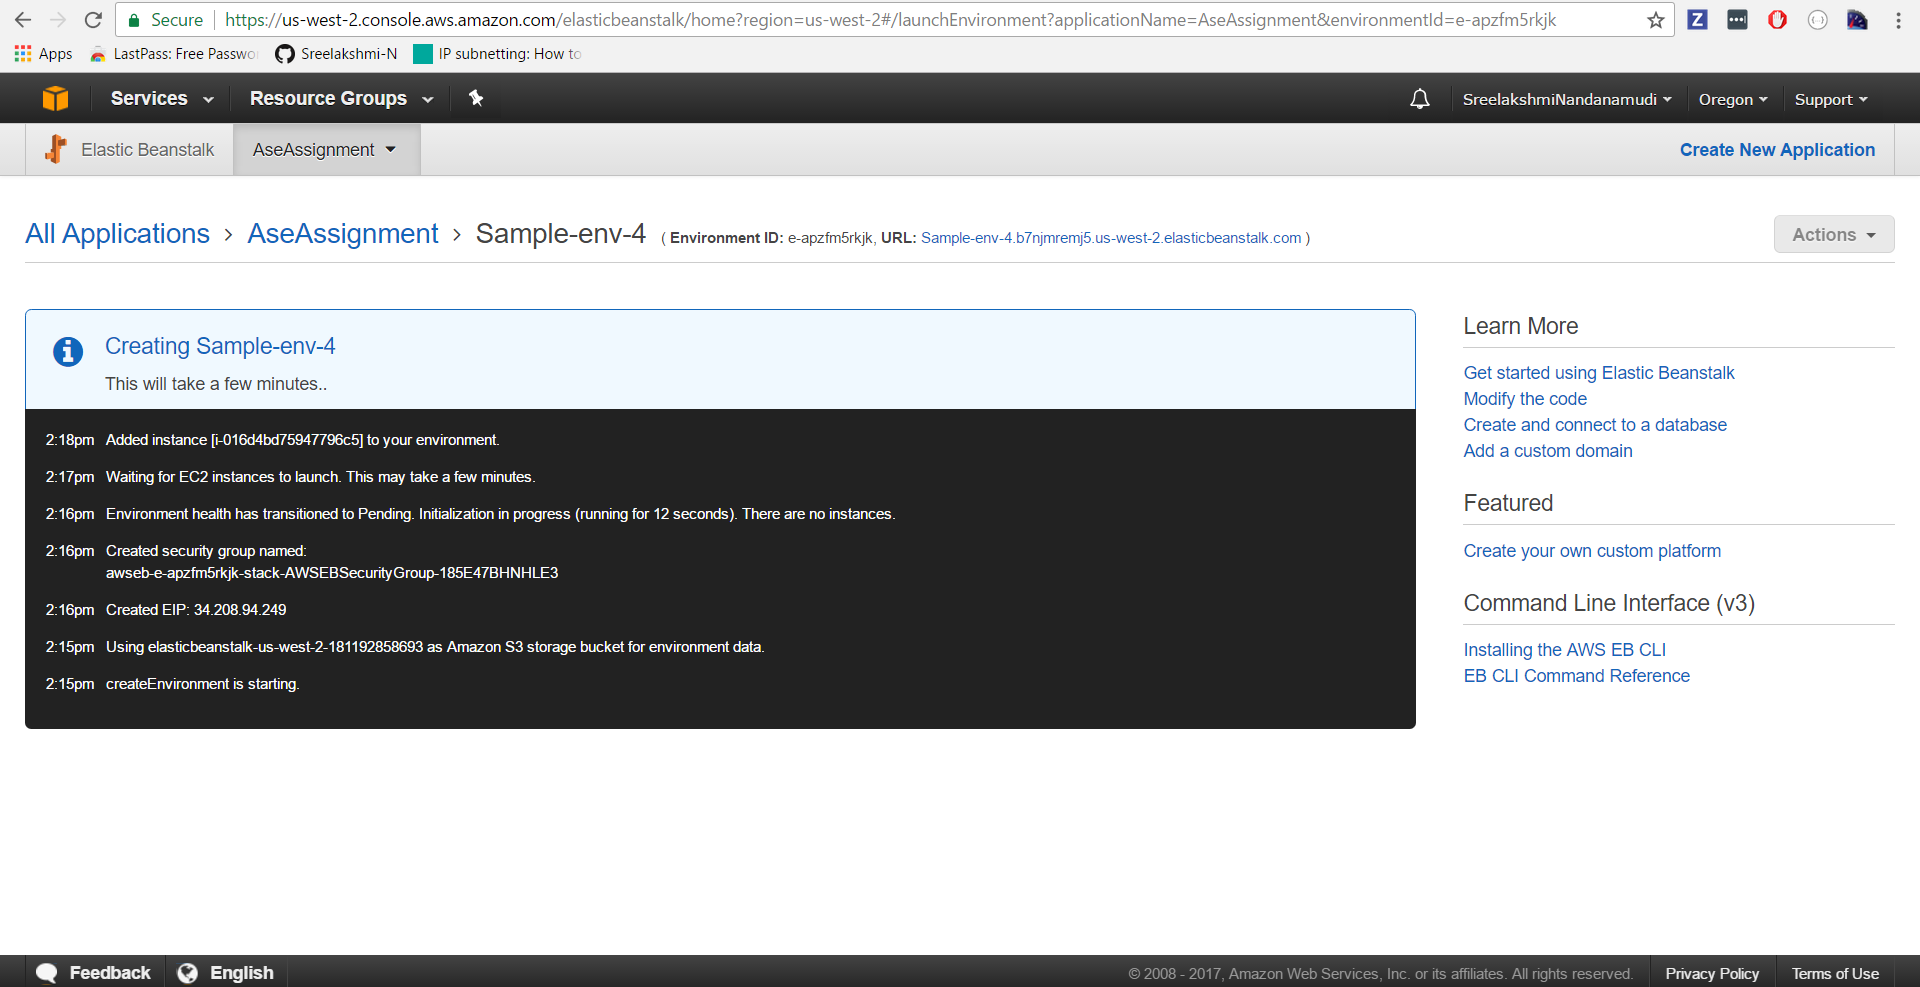 Secure
https://us-west-2.console.aws.amazon.com/elasticbeanstalk/home?region=us-west-2#/launchEnvironment?applicationName=AseAssignment&environmentId=e-apzfm5rkjk
Z
Apps
LastPass: Free Passwo
Sreelakshmi-N
IP subnetting: How to
Services
Resource Groups
SreelakshmiNandanamudi
Oregon
Support
Elastic Beanstalk
AseAssignment
Create New Application
All Applications › AseAssignment › Sample-env-4 ( Environment ID: e-apzfm5rkjk, URL: Sample-env-4.b7njmremj5.us-west-2.elasticbeanstalk.com )
Actions
Creating Sample-env-4
This will take a few minutes..
2:18pm Added instance [i-016d4bd75947796c5] to your environment.
2:17pm Waiting for EC2 instances to launch. This may take a few minutes.
2:16pm Environment health has transitioned to Pending. Initialization in progress (running for 12 seconds). There are no instances.
2:16pm Created security group named:
awseb-e-apzfm5rkjk-stack-AWSEBSecurityGroup-185E47BHNHLE3
2:16pm Created EIP: 34.208.94.249
2:15pm Using elasticbeanstalk-us-west-2-181192858693 as Amazon S3 storage bucket for environment data.
2:15pm createEnvironment is starting.
Learn More
Get started using Elastic Beanstalk
Modify the code
Create and connect to a database
Add a custom domain
Featured
Create your own custom platform
Command Line Interface (v3)
Installing the AWS EB CLI
EB CLI Command Reference
Feedback
English
© 2008 - 2017, Amazon Web Services, Inc. or its affiliates. All rights reserved.
Privacy Policy
Terms of Use